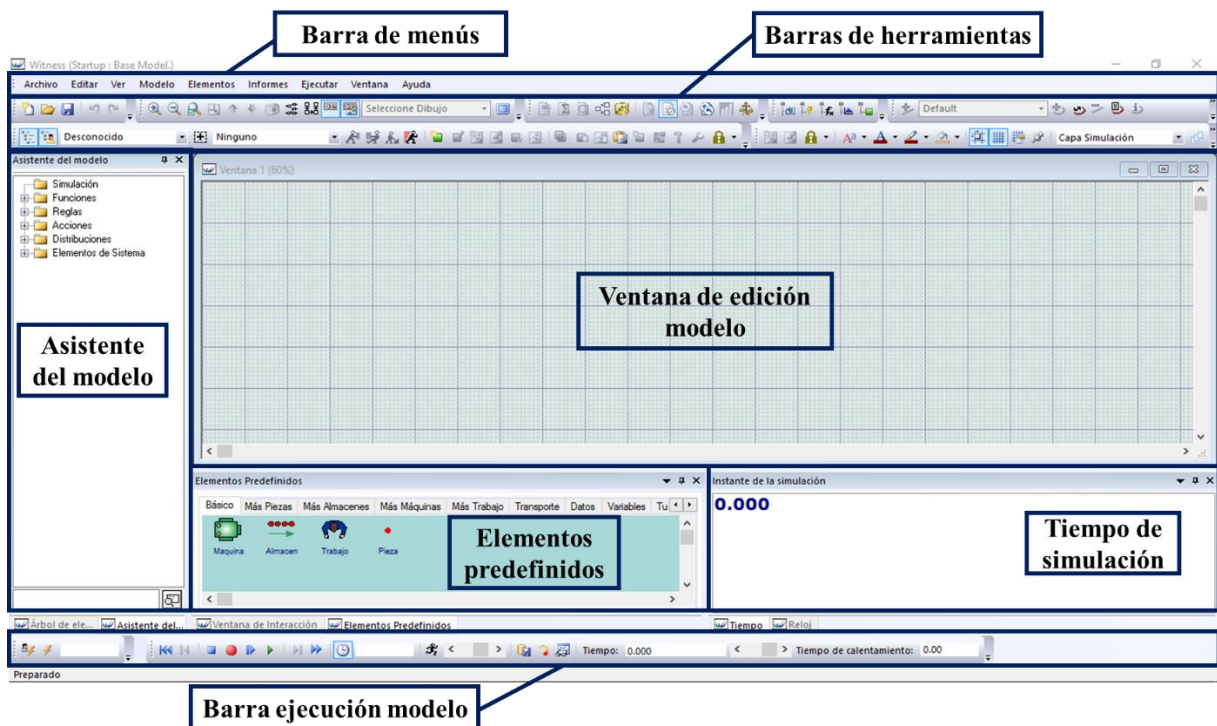 Barra de menús
Barras de herramientas
Witness (Startup : Base Model.)
Archivo Editar Ver Modelo Elementos Informes Ejecutar Ventana Ayuda
Seleccione Dibujo
Default
Desconocido
Ninguno
Capa Simulación
Asistente del modelo
Simulación
Funciones
Reglas
Acciones
Distribuciones
Elementos de Sistema
Asistente
del modelo
Ventana 1 (60%)
Ventana de edición
modelo
Elementos Predefinidos
Básico Más Piezas Más Almacenes Más Máquinas Más Trabajo Transporte Datos Variables Tu
Maquina Almacen Trabajo Pieza
Elementos
predefinidos
Instante de la simulación
0.000
Tiempo de
simulación
Árbol de ele... Asistente del...
Ventana de Interacción Elementos Predefinidos
Tiempo Reloj
Tiempo: 0.000
Tiempo de calentamiento: 0.00
Preparado
Barra ejecución modelo